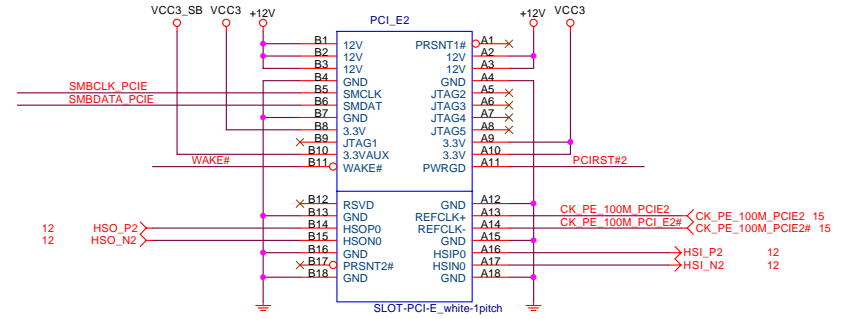 VCC3_SB VCC3 +12V +12V VCC3
PCI_E2
B1 12V PRSNT1# A1
B2 12V 12V A2
B3 12V 12V A3
B4 GND GND A4
SMBCLK_PCIE B5 SMCLK JTAG2 A5
SMBDATA_PCIE B6 SMDAT JTAG3 A6
B7 GND JTAG4 A7
B8 3.3V JTAG5 A8
B9 JTAG1 3.3V A9
B10 3.3VAUX 3.3V A10
WAKE# B11 WAKE# PWRGD A11 PCIRST#2
B12 RSVD GND A12
B13 GND REFCLK+ A13 CK_PE_100M_PCIE2 CK_PE_100M_PCIE2 15
12 HSO_P2 B14 HSOP0 REFCLK- A14 CK_PE_100M_PCI_E2# CK_PE_100M_PCIE2# 15
12 HSO_N2 B15 HSON0 GND A15
B16 GND HSIP0 A16 HSI_P2 12
B17 PRSNT2# HSIN0 A17 HSI_N2 12
B18 GND GND A18
SLOT-PCI-E_white-1pitch